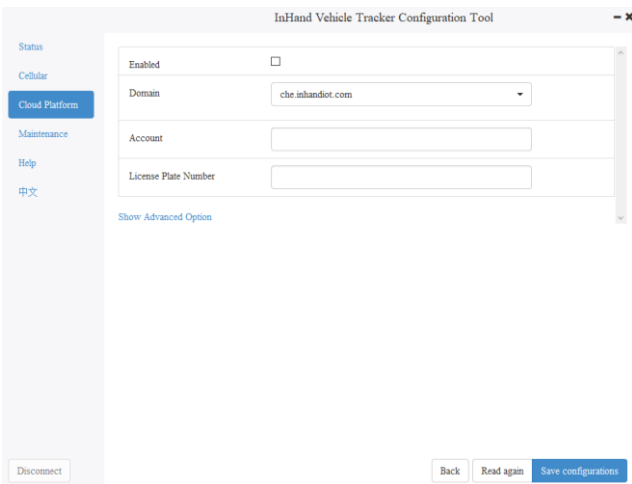 InHand Vehicle Tracker Configuration Tool
Status
Cellular
Cloud Platform
Maintenance
Help
中文
Enabled
Domain
che.inhandiot.com
Account
License Plate Number
Show Advanced Option
Disconnect
Back
Read again
Save configurations